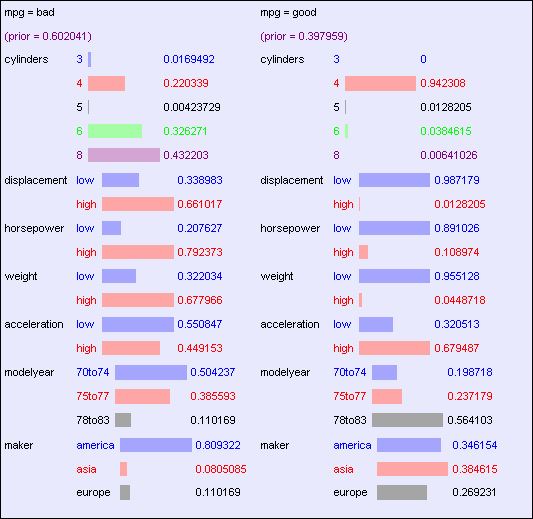 mpg = bad mpg = good
(prior = 0.602041) (prior = 0.397959)
cylinders 3 0.0169492 cylinders 3 0
4 0.220339 4 0.942308
5 0.00423729 5 0.0128205
6 0.326271 6 0.0384615
8 0.432203 8 0.00641026
displacement low 0.338983 displacement low 0.987179
high 0.661017 high 0.0128205
horsepower low 0.207627 horsepower low 0.891026
high 0.792373 high 0.108974
weight low 0.322034 weight low 0.955128
high 0.677966 high 0.0448718
acceleration low 0.550847 acceleration low 0.320513
high 0.449153 high 0.679487
modelyear 70to74 0.504237 modelyear 70to74 0.198718
75to77 0.385593 75to77 0.237179
78to83 0.110169 78to83 0.564103
maker america 0.809322 maker america 0.346154
asia 0.0805085 asia 0.384615
europe 0.110169 europe 0.269231